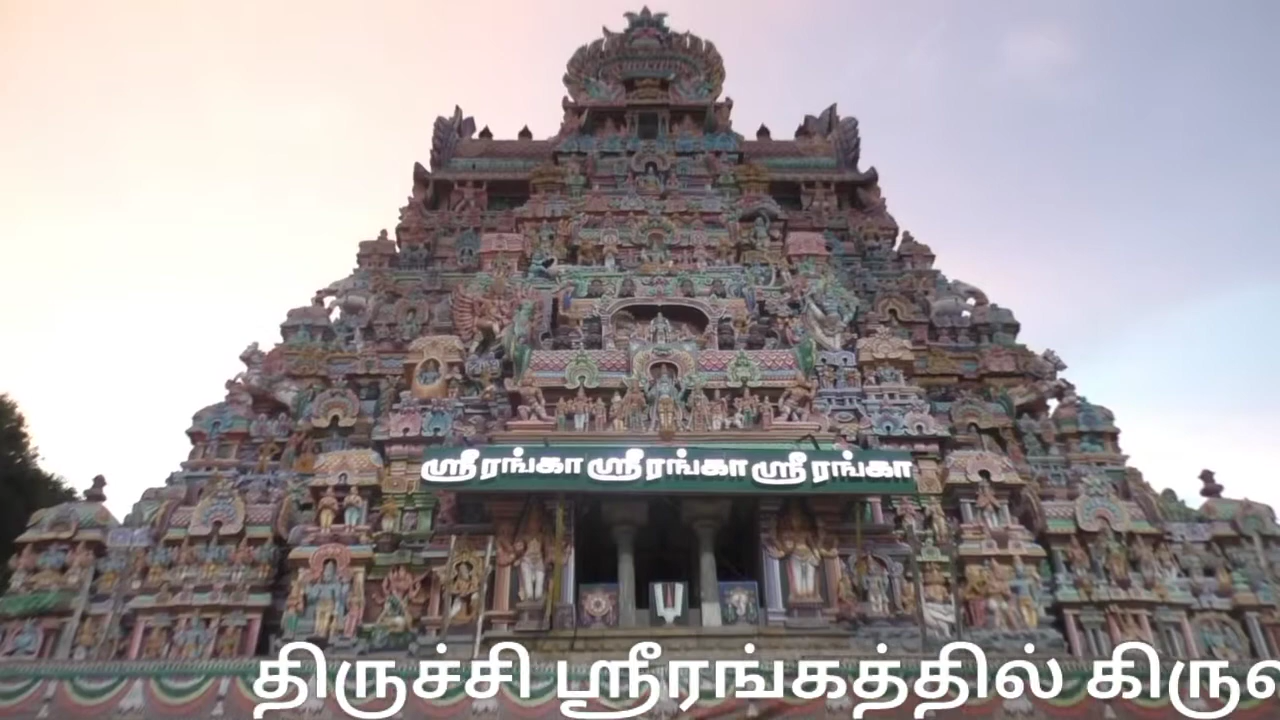 ஸ்ரீ ரங்கா ஸ்ரீ ரங்கா ஸ்ரீ ரங்கா
திருச்சி ஸ்ரீரங்கத்தில்